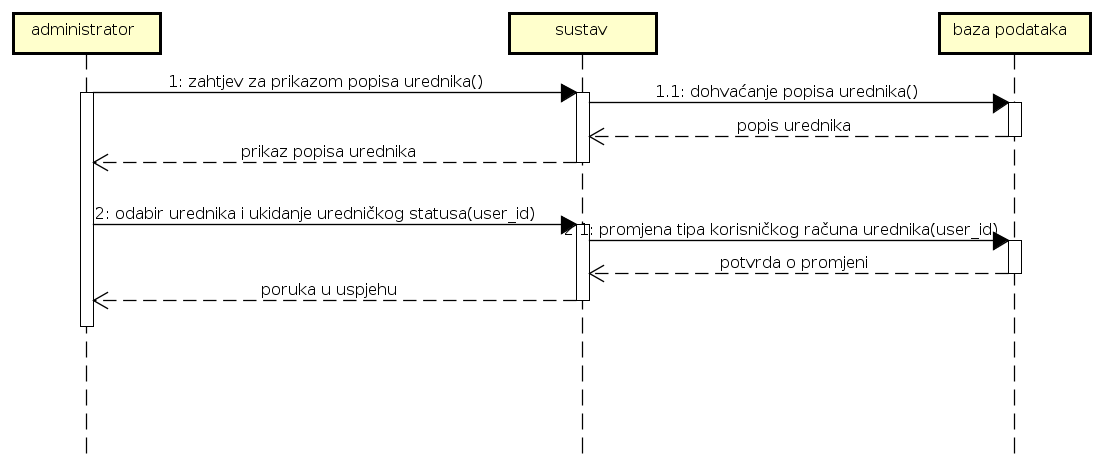 administrator
sustav
baza podataka
1: zahtjev za prikazom popisa urednika()
1.1: dohvaćanje popisa urednika()
popis urednika
prikaz popisa urednika
2: odabir urednika i ukidanje uredničkog statusa(user_id)
2.1: promjena tipa korisničkog računa urednika(user_id)
potvrda o promjeni
poruka u uspjehu